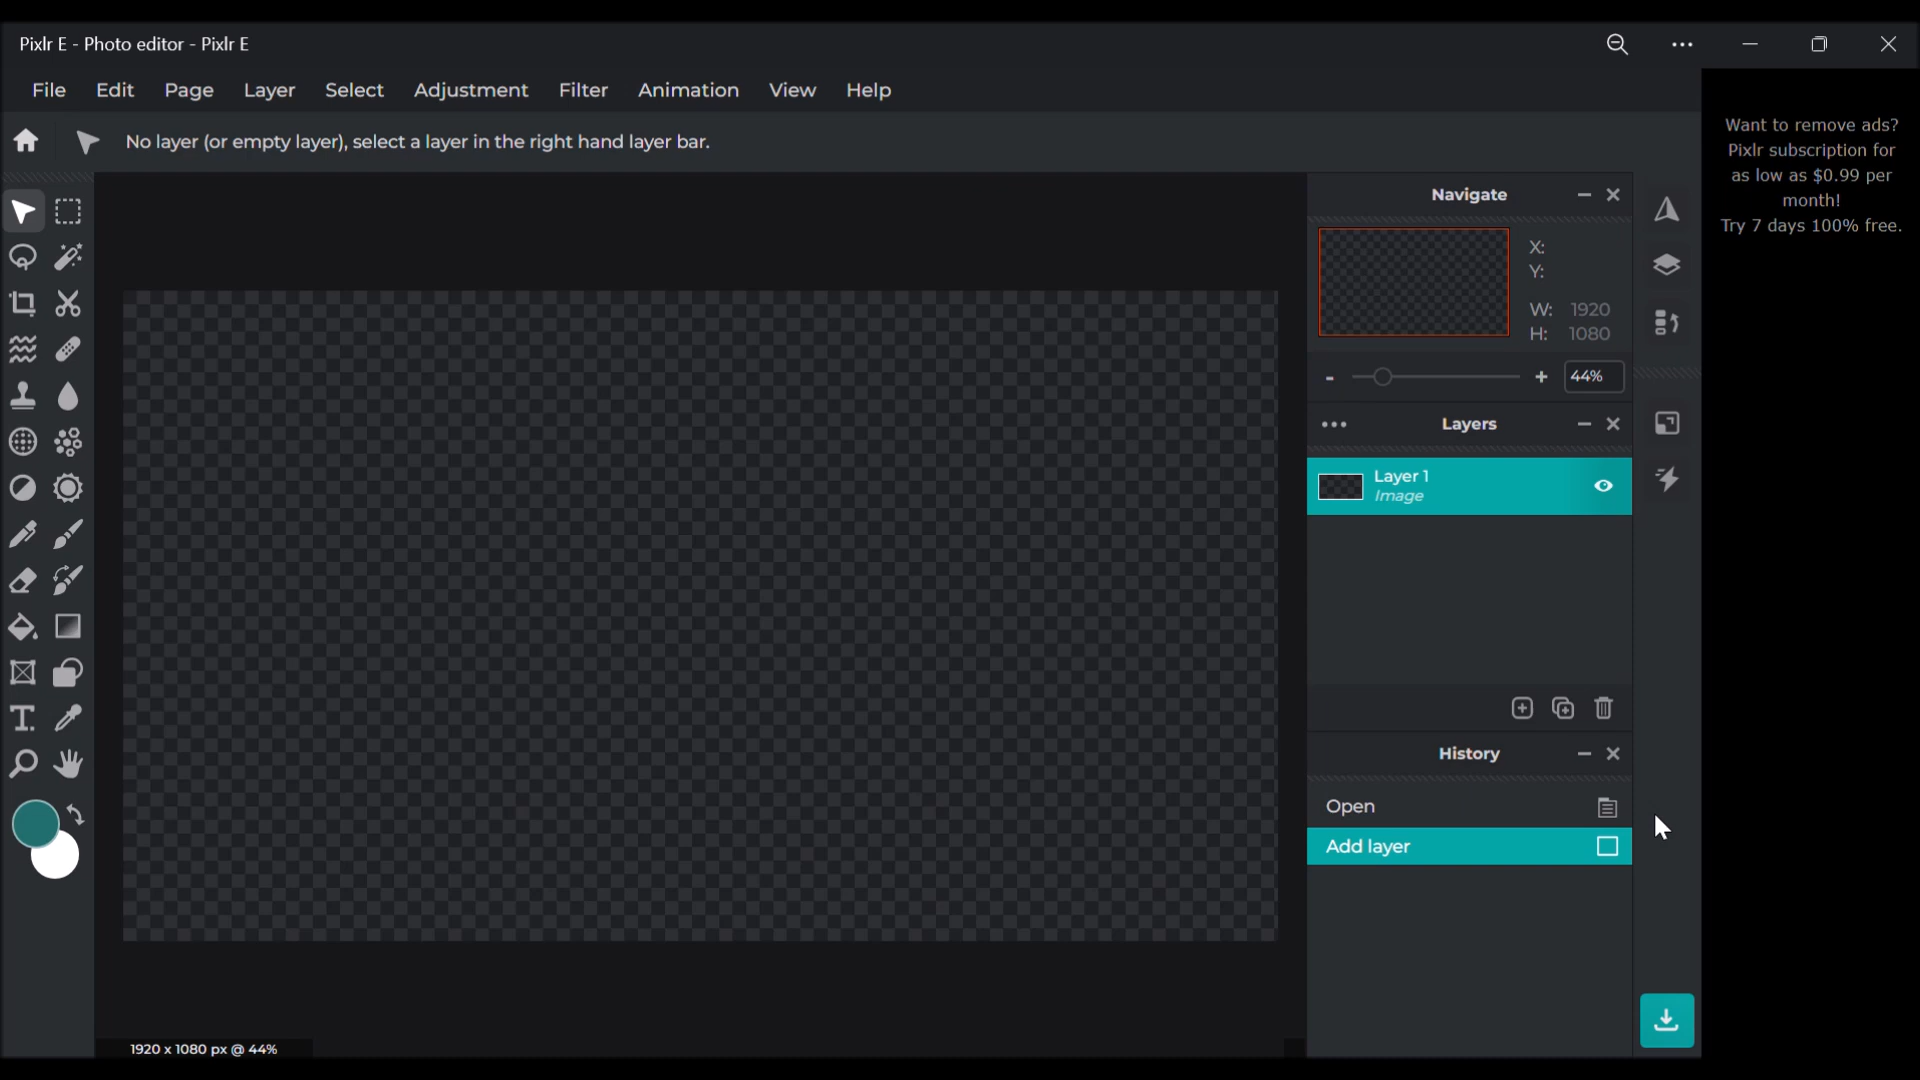 Pixlr E - Photo editor - Pixlr E
File Edit Page Layer Select Adjustment Filter Animation View Help
No layer (or empty layer), select a layer in the right hand layer bar.
Want to remove ads?
Pixlr subscription for
as low as $0.99 per
month!
Try 7 days 100% free.
Navigate
X:
Y:
W: 1920
H: 1080
- + 44%
Layers
Layer 1
Image
History
Open
Add layer
1920 x 1080 px @ 44%